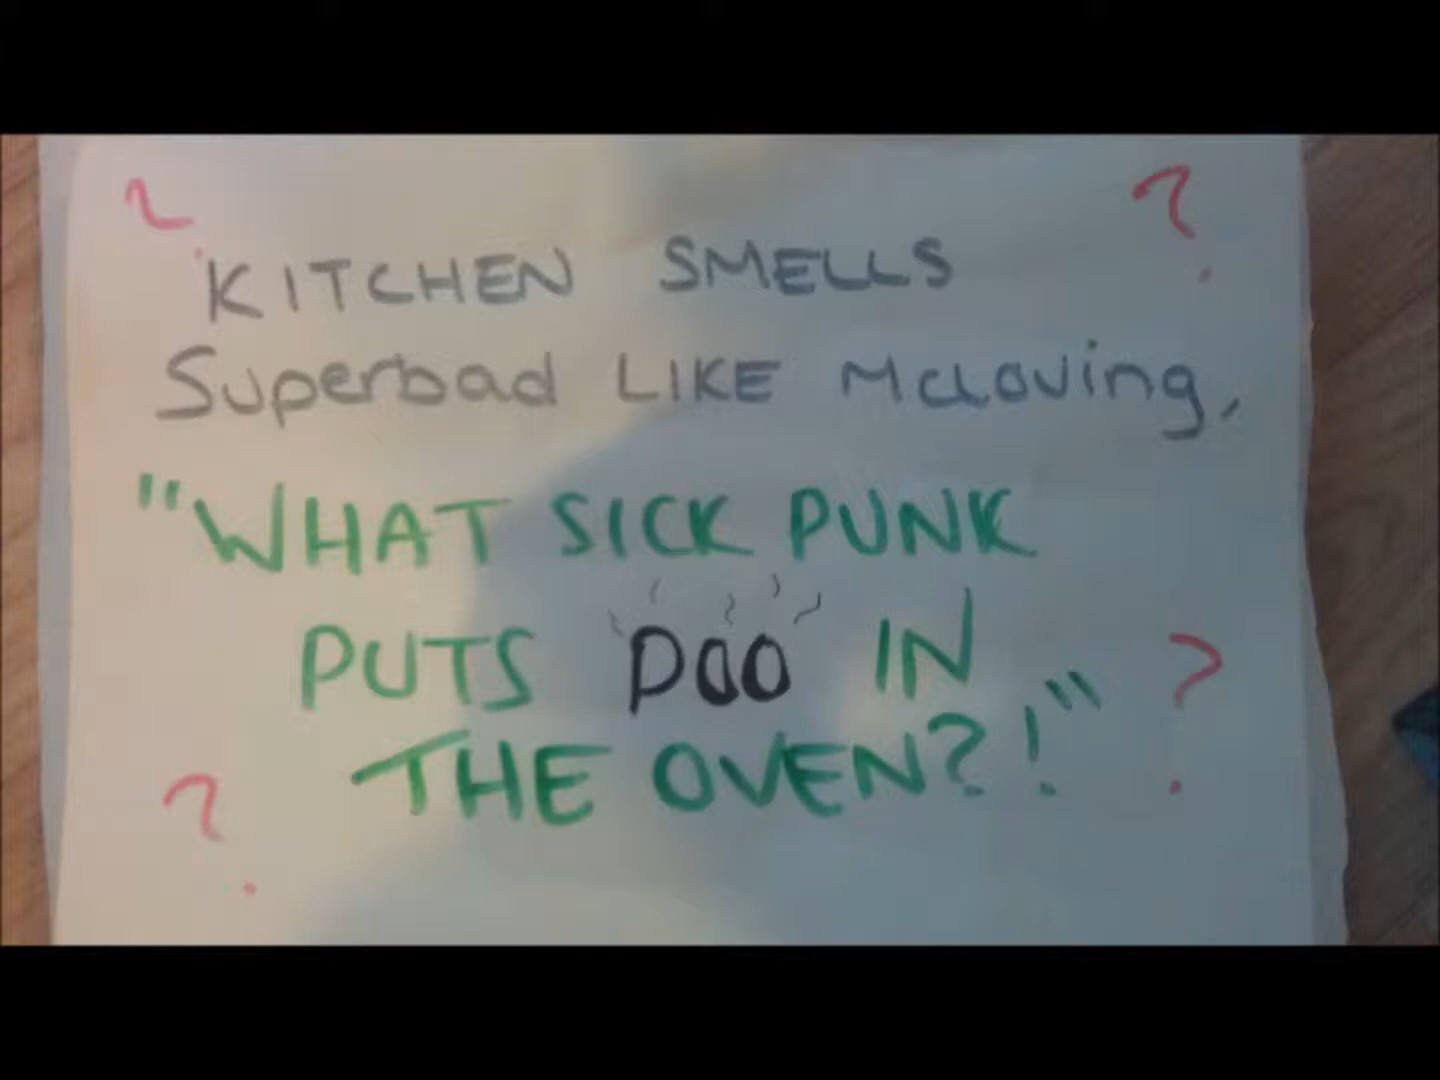 KITCHEN SMELLS
Superbad LIKE Mcloving,
"WHAT SICK PUNK
PUTS POO IN
THE OVEN?!"